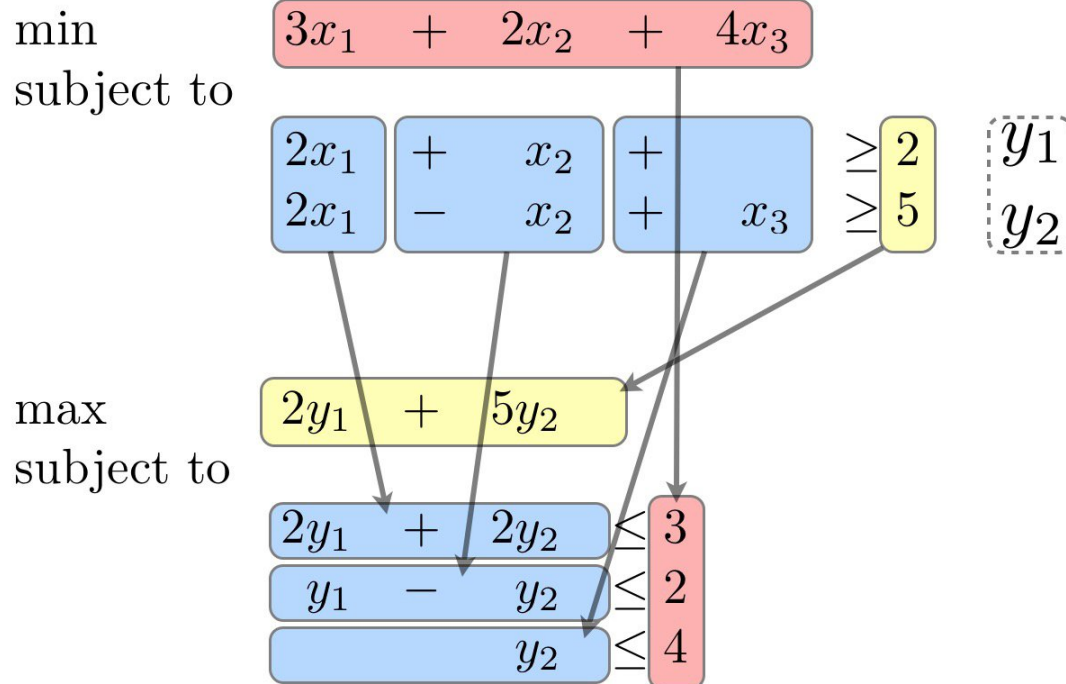 min 3x₁ + 2x₂ + 4x₃
subject to
2x₁ + x₂ + ≥ 2 y₁
2x₁ − x₂ + x₃ ≥ 5 y₂
max 2y₁ + 5y₂
subject to
2y₁ + 2y₂ ≤ 3
y₁ − y₂ ≤ 2
y₂ ≤ 4